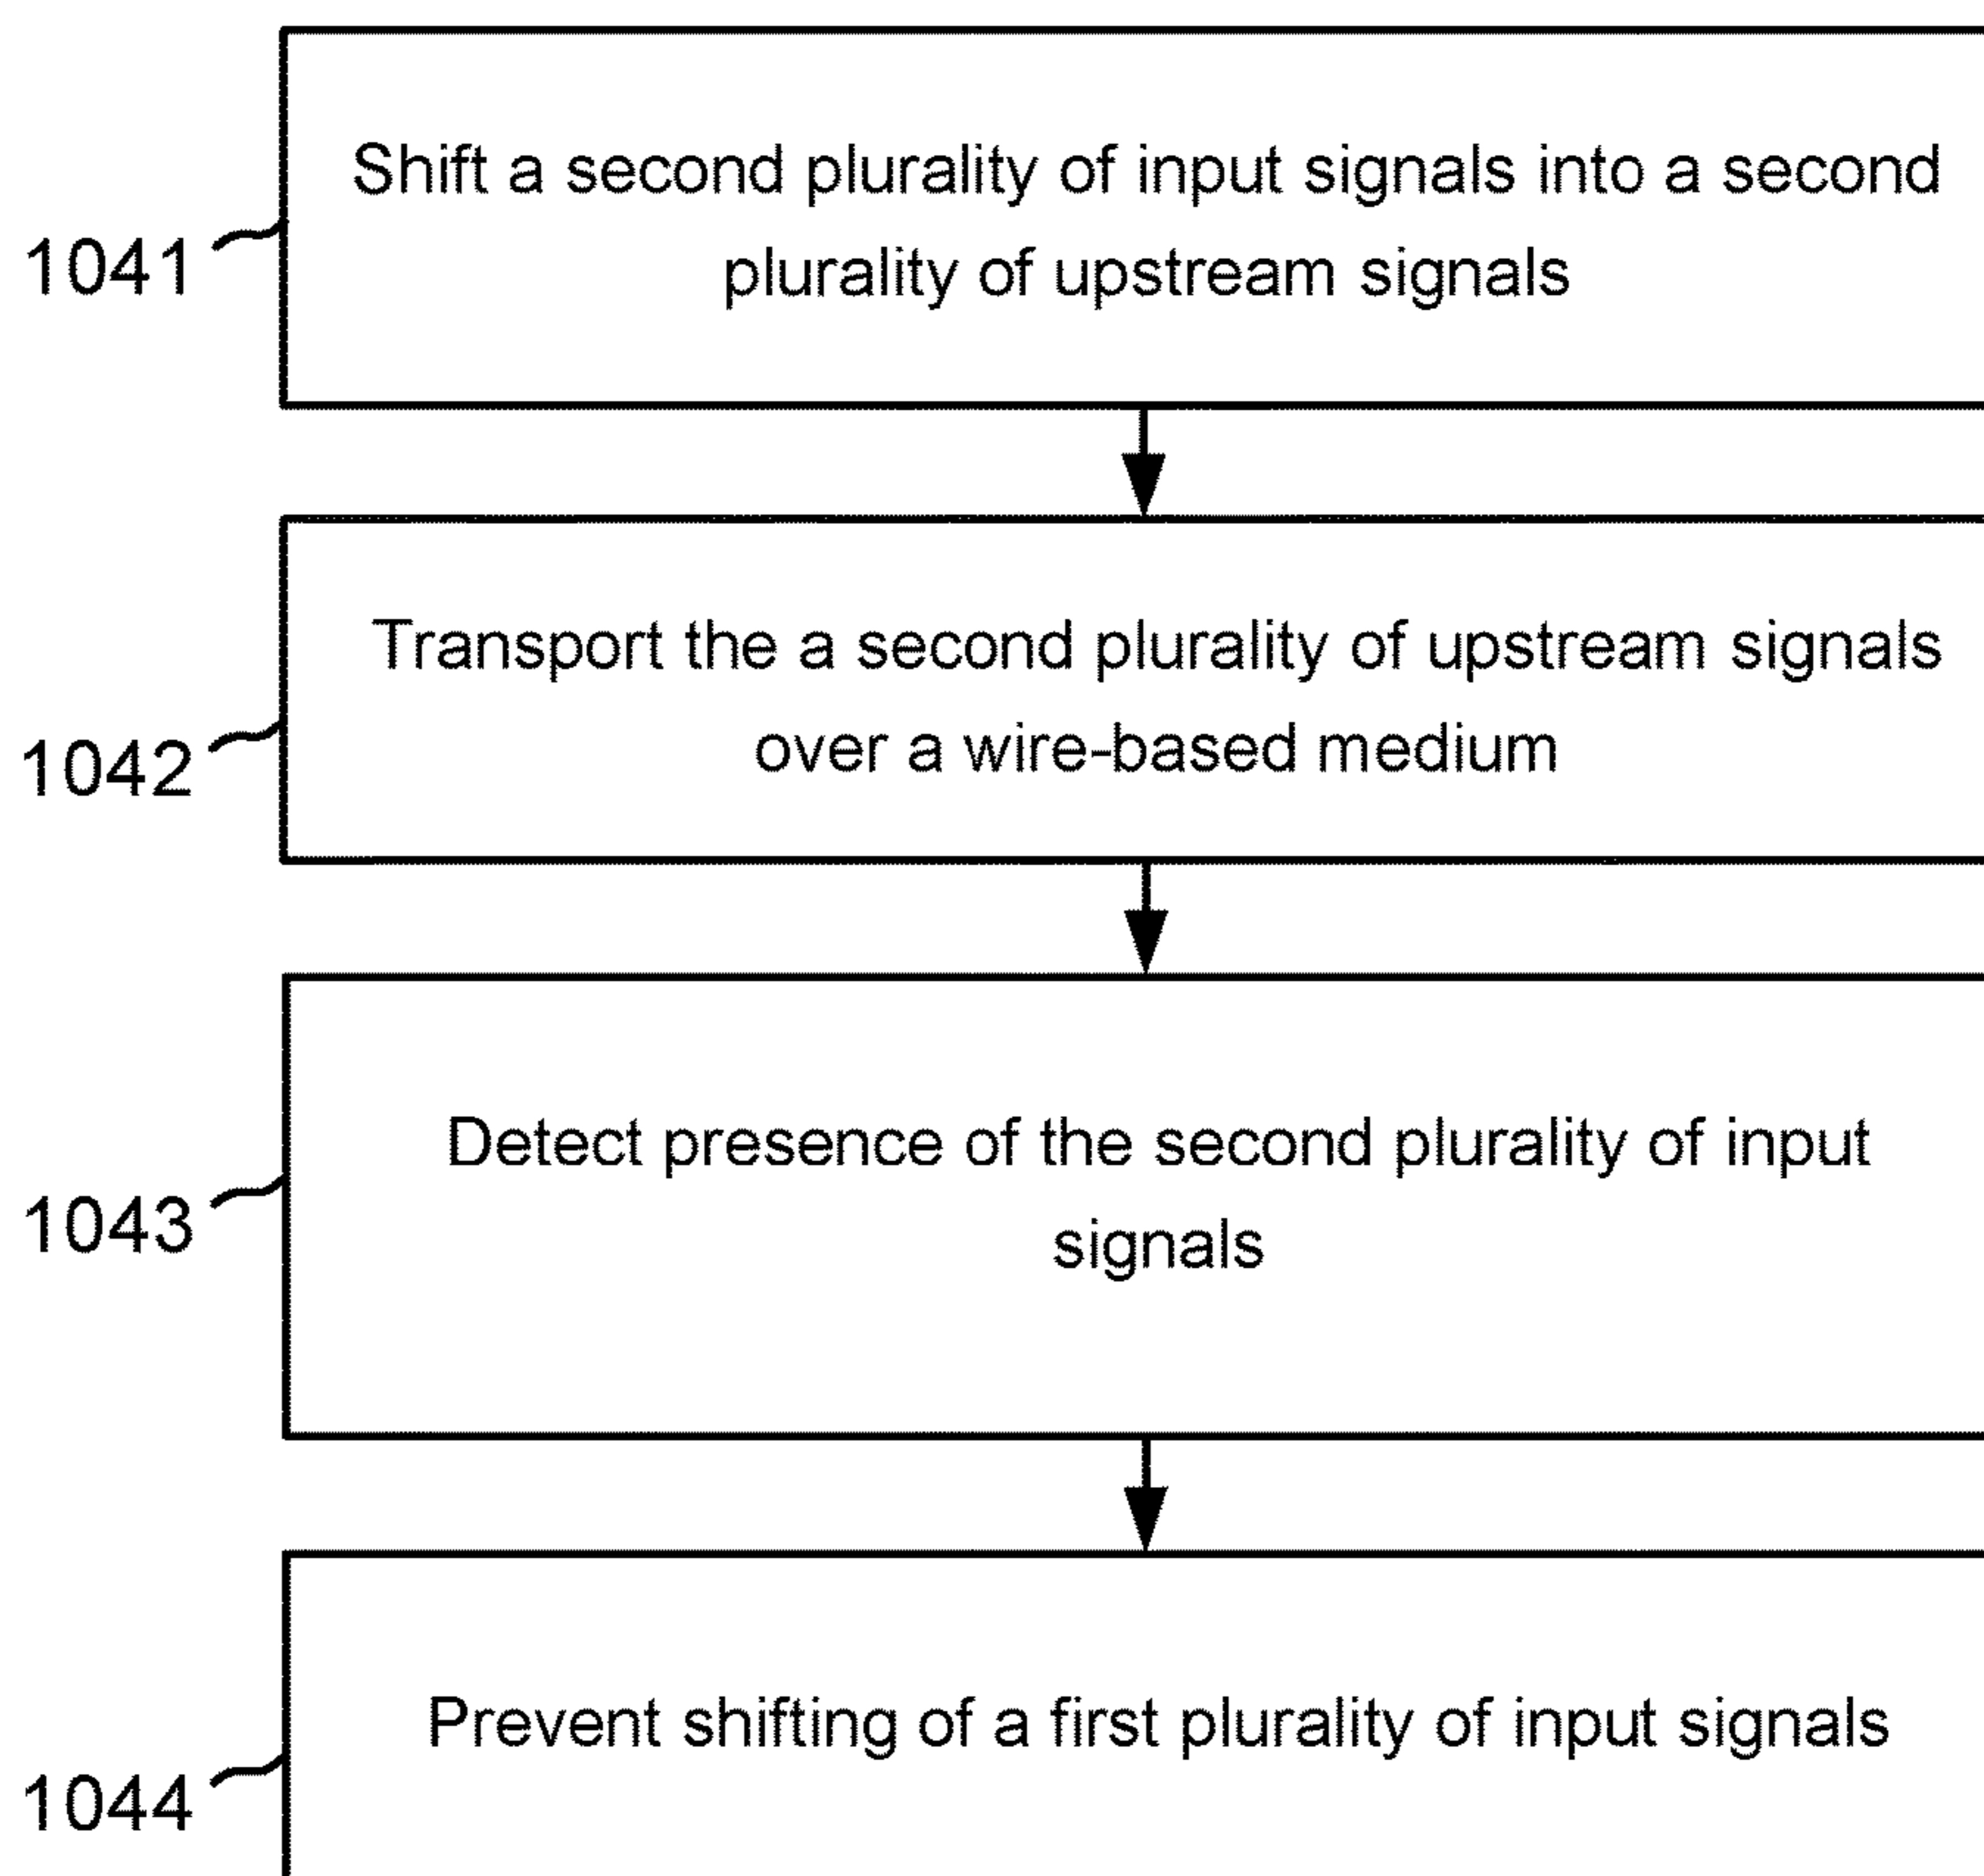 Shift a second plurality of input signals into a second
plurality of upstream signals
1041
Transport the a second plurality of upstream signals
over a wire-based medium
1042
Detect presence of the second plurality of input
signals
1043
Prevent shifting of a first plurality of input signals
1044